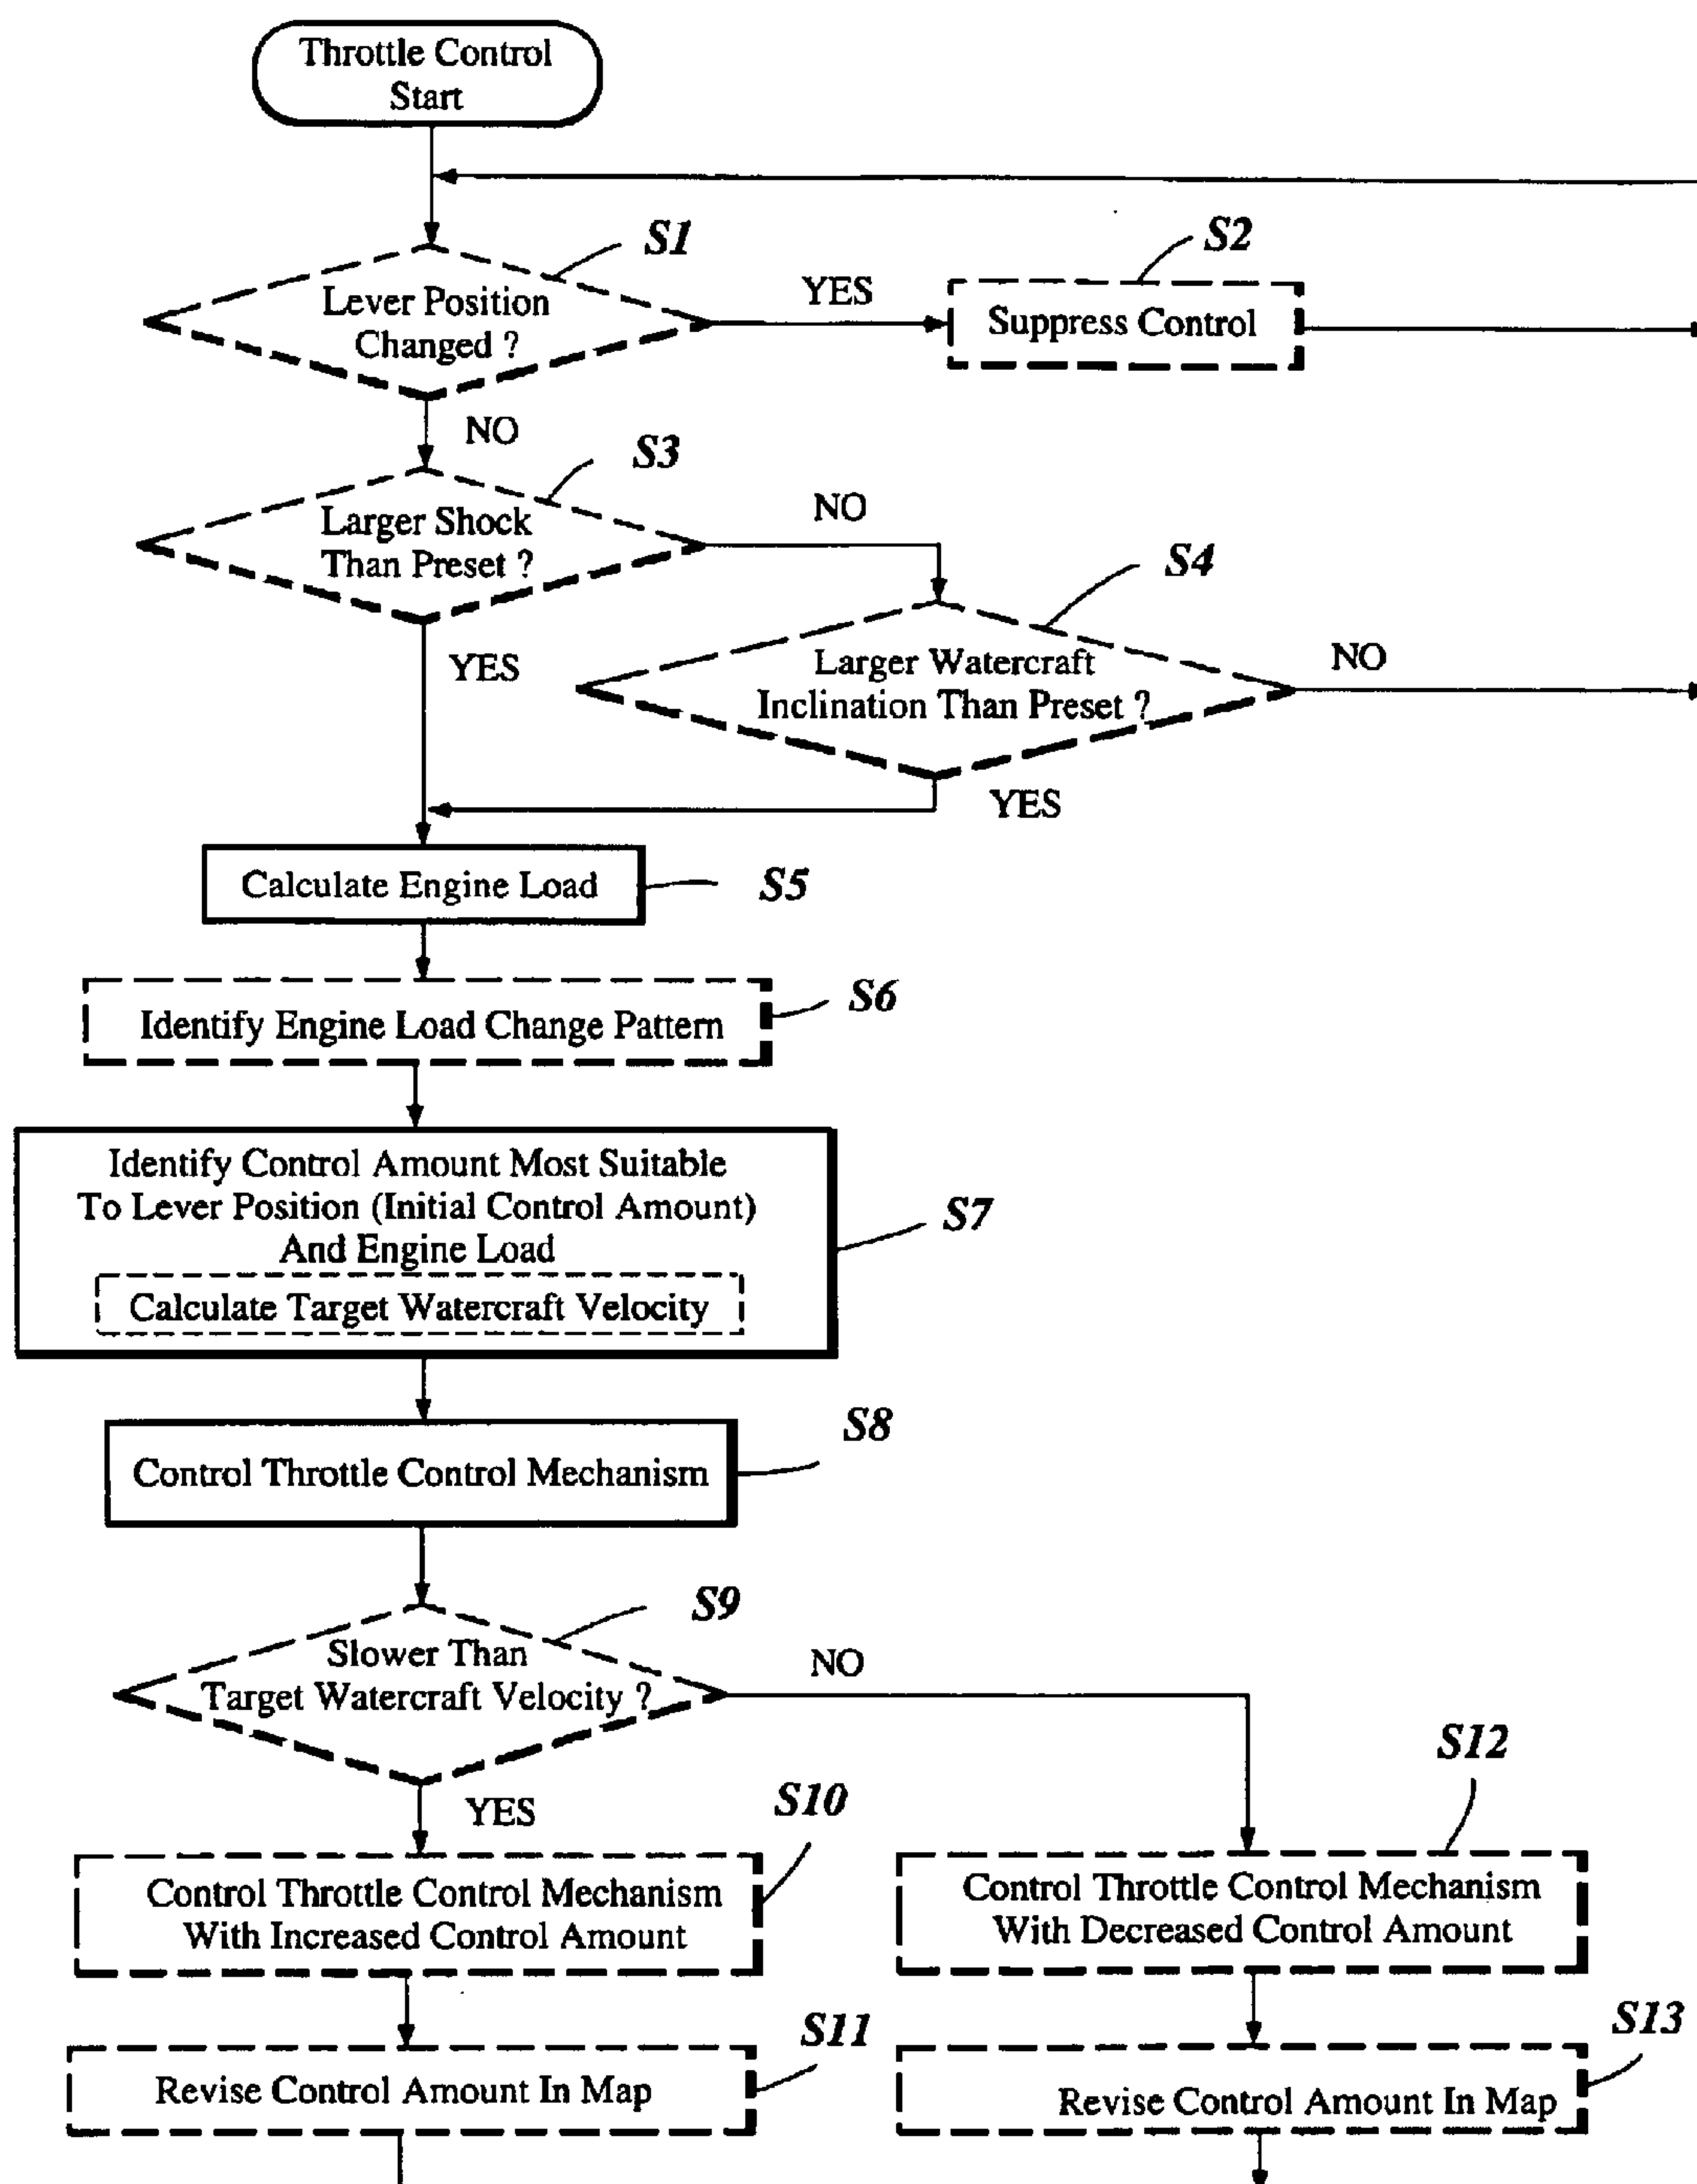 Throttle Control
Start
S1
Lever Position
Changed ?
YES
S2
Suppress Control
NO
S3
Larger Shock
Than Preset ?
NO
S4
Larger Watercraft
Inclination Than Preset ?
NO
YES
YES
Calculate Engine Load
S5
Identify Engine Load Change Pattern
S6
Identify Control Amount Most Suitable
To Lever Position (Initial Control Amount)
And Engine Load
Calculate Target Watercraft Velocity
S7
Control Throttle Control Mechanism
S8
S9
Slower Than
Target Watercraft Velocity ?
NO
YES
S10
Control Throttle Control Mechanism
With Increased Control Amount
S12
Control Throttle Control Mechanism
With Decreased Control Amount
S11
Revise Control Amount In Map
S13
Revise Control Amount In Map